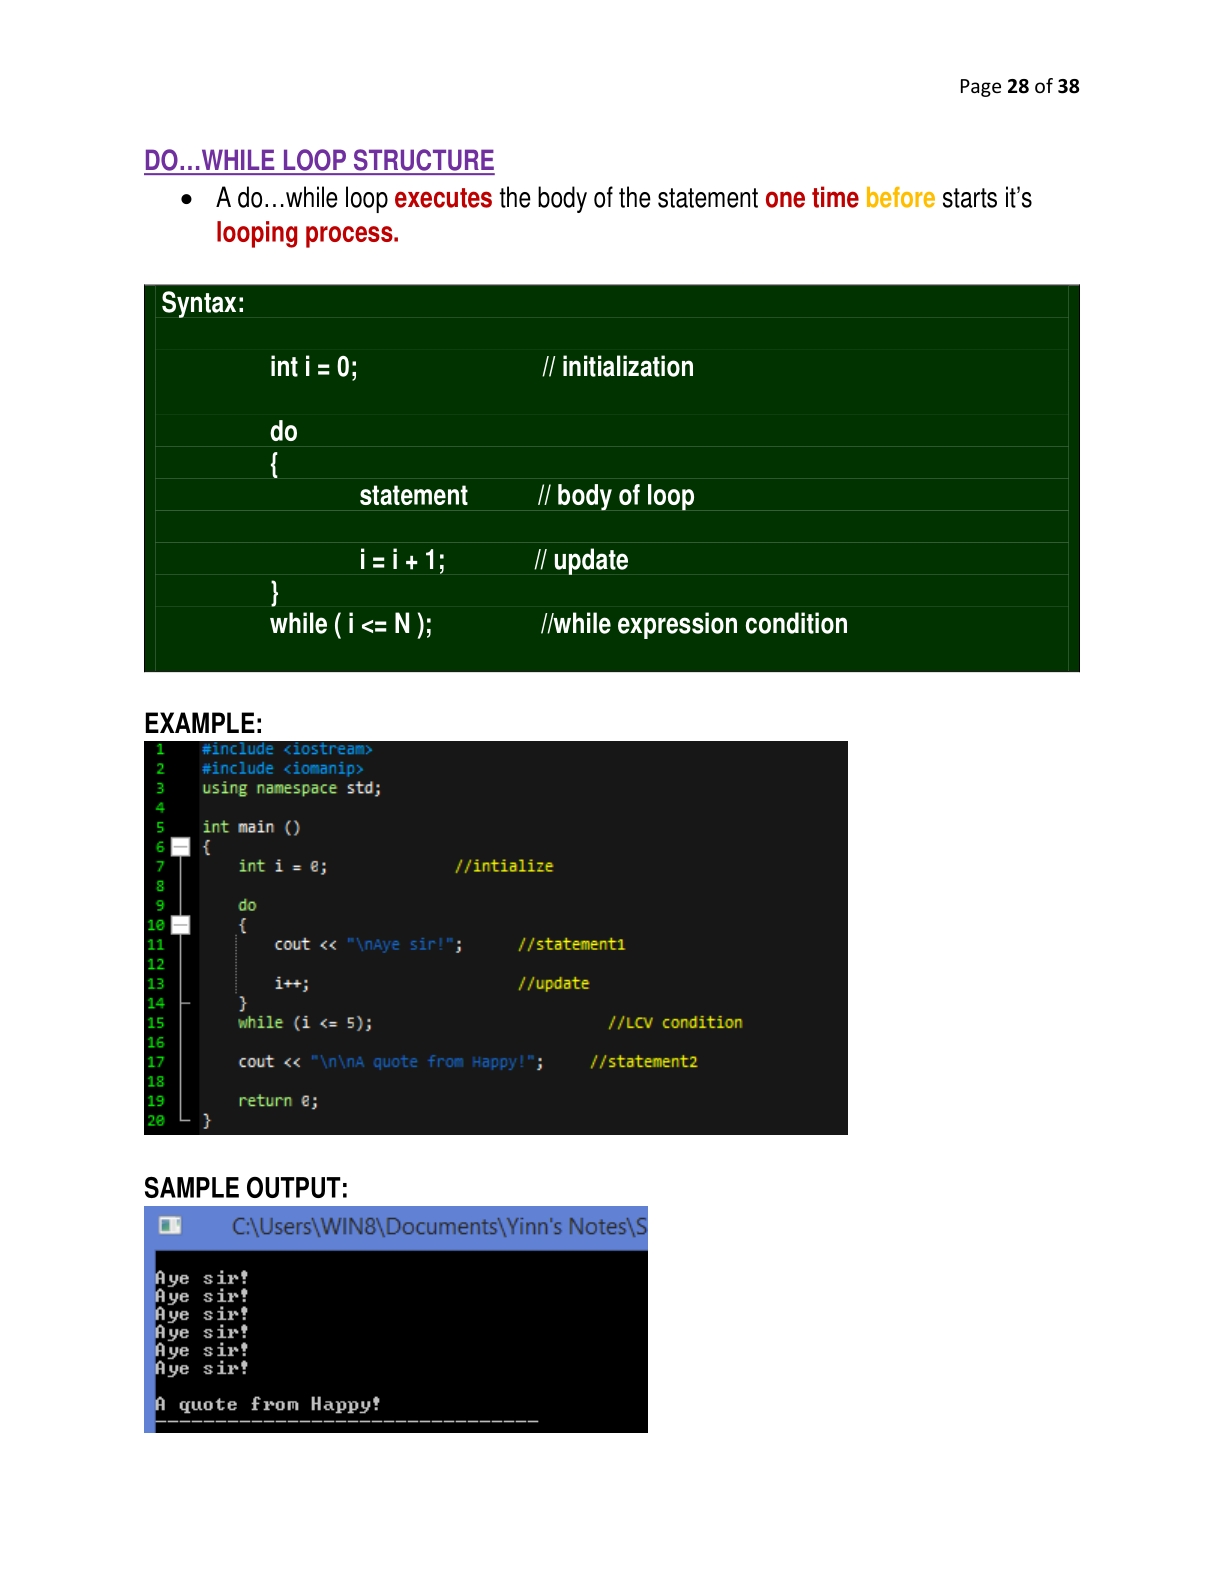 Page 28 of 38
DO…WHILE LOOP STRUCTURE
• A do…while loop executes the body of the statement one time before starts it’s
looping process.
Syntax:
int i = 0; // initialization
do
{
statement // body of loop
i = i + 1; // update
}
while ( i <= N ); //while expression condition
EXAMPLE:
1 #include <iostream>
2 #include <iomanip>
3 using namespace std;
4
5 int main ()
6 {
7 int i = 0; //intialize
8
9 do
10 {
11 cout << "\nAye sir!"; //statement1
12
13 i++; //update
14 }
15 while (i <= 5); //LCV condition
16
17 cout << "\n\nA quote from Happy!"; //statement2
18
19 return 0;
20 }
SAMPLE OUTPUT:
C:\Users\WIN8\Documents\Yinn's Notes\S
Aye sir!
Aye sir!
Aye sir!
Aye sir!
Aye sir!
Aye sir!
A quote from Happy!
--------------------------------